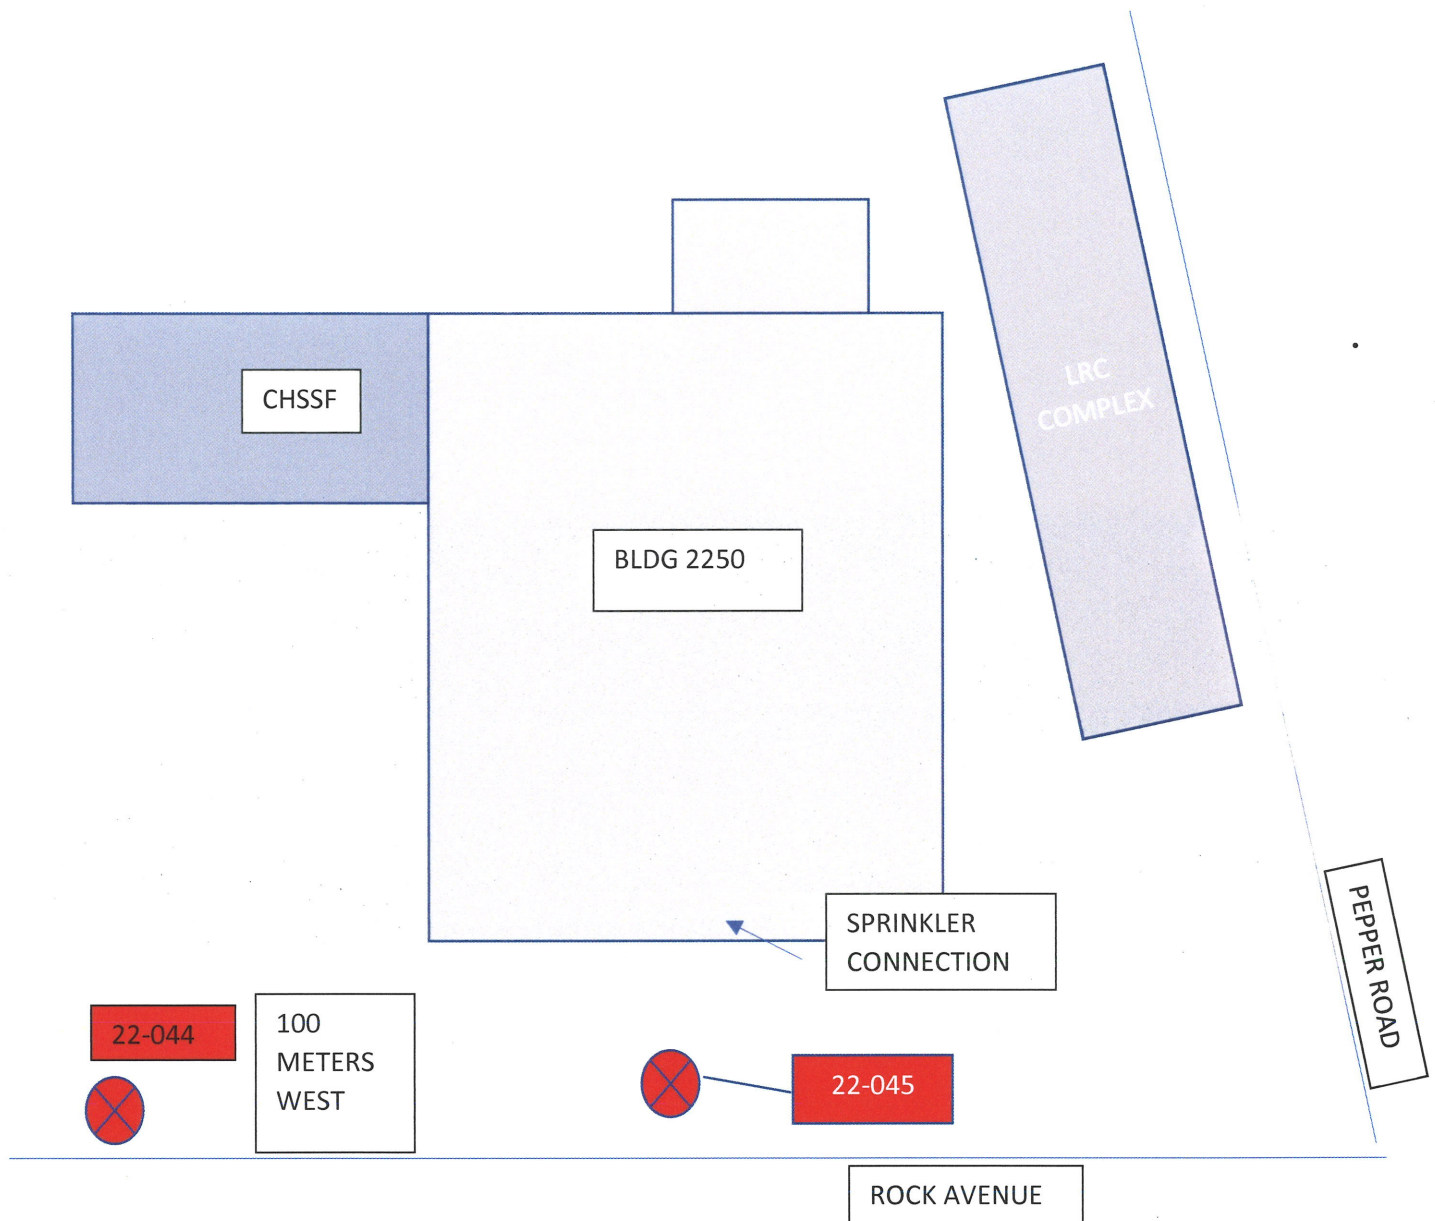 LRC
COMPLEX
CHSSF
BLDG 2250
SPRINKLER
CONNECTION
PEPPER ROAD
22-044
100
METERS
WEST
22-045
ROCK AVENUE